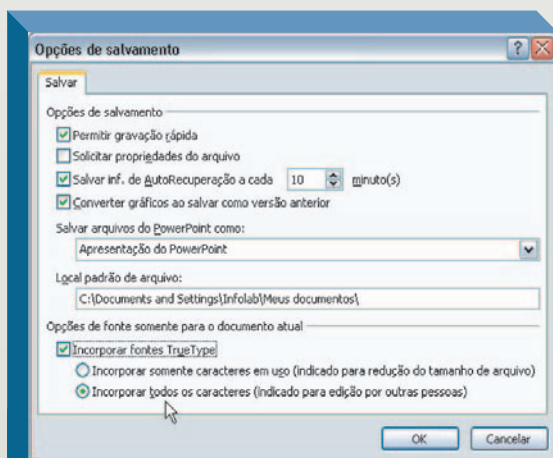 Opções de salvamento
Salvar
Opções de salvamento
Permitir gravação rápida
Solicitar propriedades do arquivo
Salvar inf. de AutoRecuperação a cada 10 minuto(s)
Converter gráficos ao salvar como versão anterior
Salvar arquivos do PowerPoint como:
Apresentação do PowerPoint
Local padrão de arquivo:
C:\Documents and Settings\Infolab\Meus documentos\
Opções de fonte somente para o documento atual
Incorporar fontes TrueType
Incorporar somente caracteres em uso (indicado para redução do tamanho de arquivo)
Incorporar todos os caracteres (indicado para edição por outras pessoas)
OK Cancelar